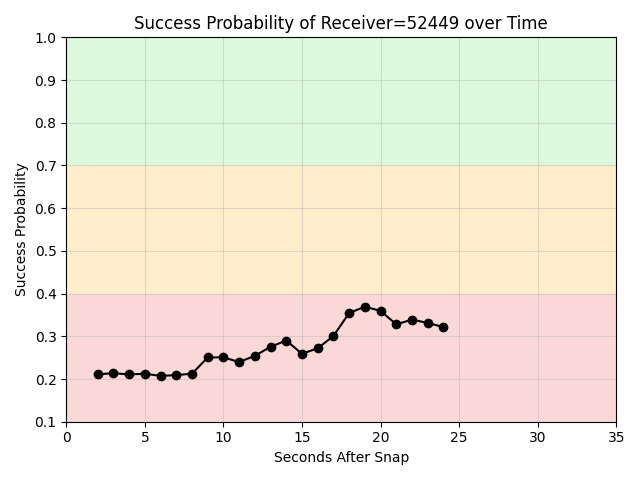 Success Probability of Receiver=52449 over Time
1.0
0.9
0.8
0.7
0.6
0.5
0.4
0.3
0.2
0.1
Success Probability
0 5 10 15 20 25 30 35
Seconds After Snap